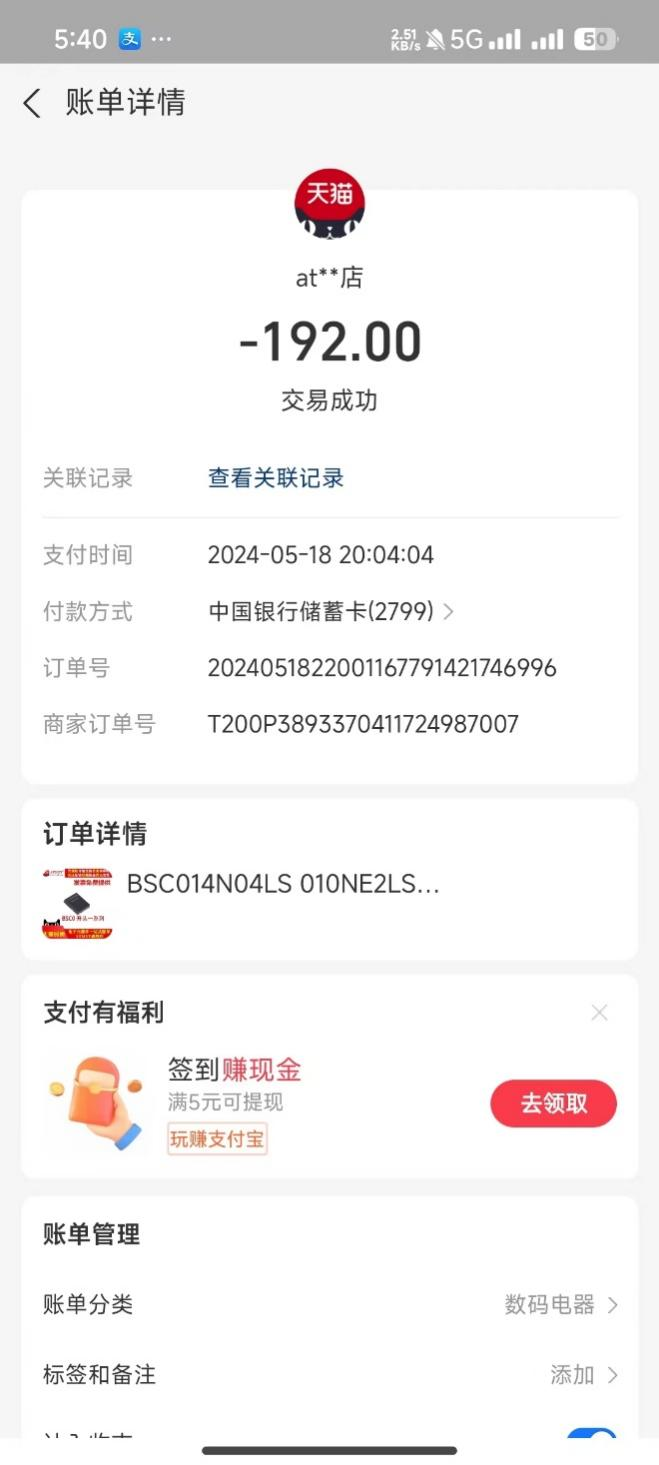 5:40 支 ··· 2.51 KB/s 5G 50
账单详情
天猫
at**店
-192.00
交易成功
关联记录 查看关联记录
支付时间 2024-05-18 20:04:04
付款方式 中国银行储蓄卡(2799)
订单号 2024051822001167791421746996
商家订单号 T200P3893370411724987007
订单详情
BSC014N04LS 010NE2LS...
支付有福利
签到赚现金
满5元可提现
去领取
玩赚支付宝
账单管理
账单分类 数码电器
标签和备注 添加